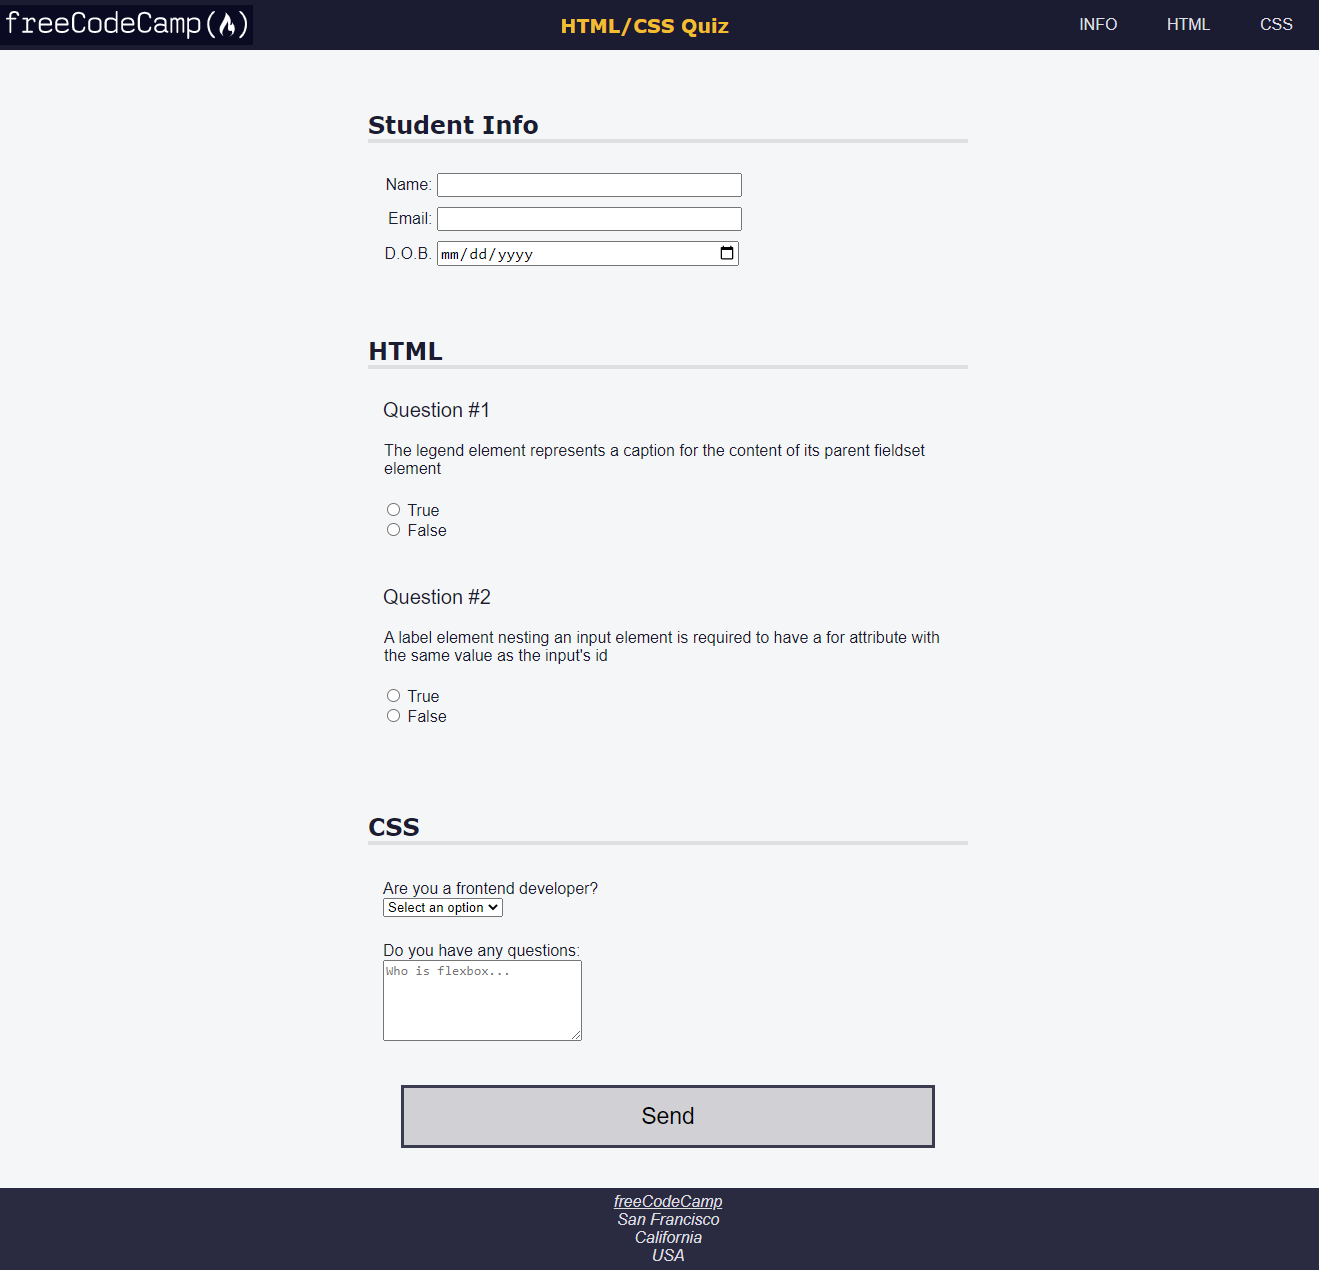 freeCodeCamp(🔥)
HTML/CSS Quiz
INFO
HTML
CSS
Student Info
Name:
Email:
D.O.B. mm/dd/yyyy
HTML
Question #1
The legend element represents a caption for the content of its parent fieldset
element
True
False
Question #2
A label element nesting an input element is required to have a for attribute with
the same value as the input's id
True
False
CSS
Are you a frontend developer?
Select an option
Do you have any questions:
Who is flexbox...
Send
freeCodeCamp
San Francisco
California
USA